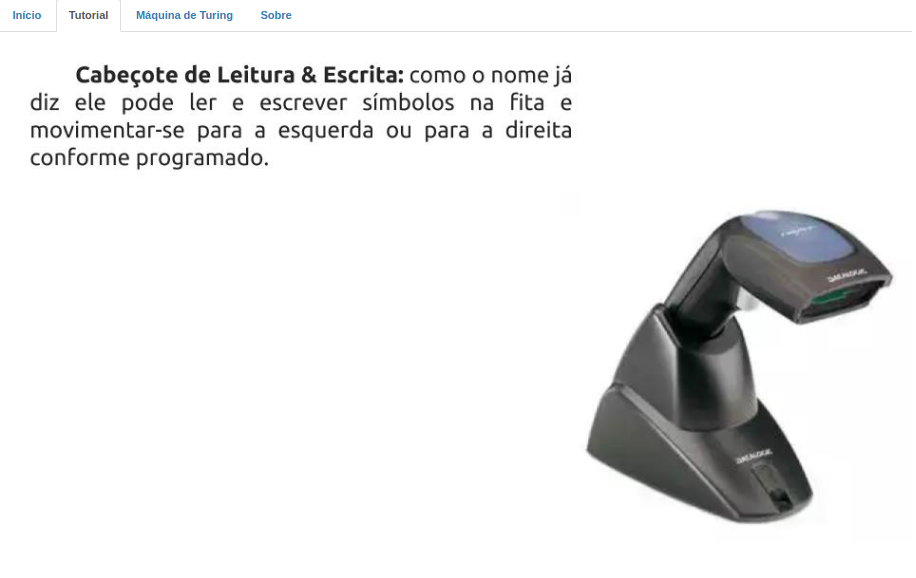 Início Tutorial Máquina de Turing Sobre
Cabeçote de Leitura & Escrita: como o nome já
diz ele pode ler e escrever símbolos na fita e
movimentar-se para a esquerda ou para a direita
conforme programado.
DATALOGIC
DATALOGIC